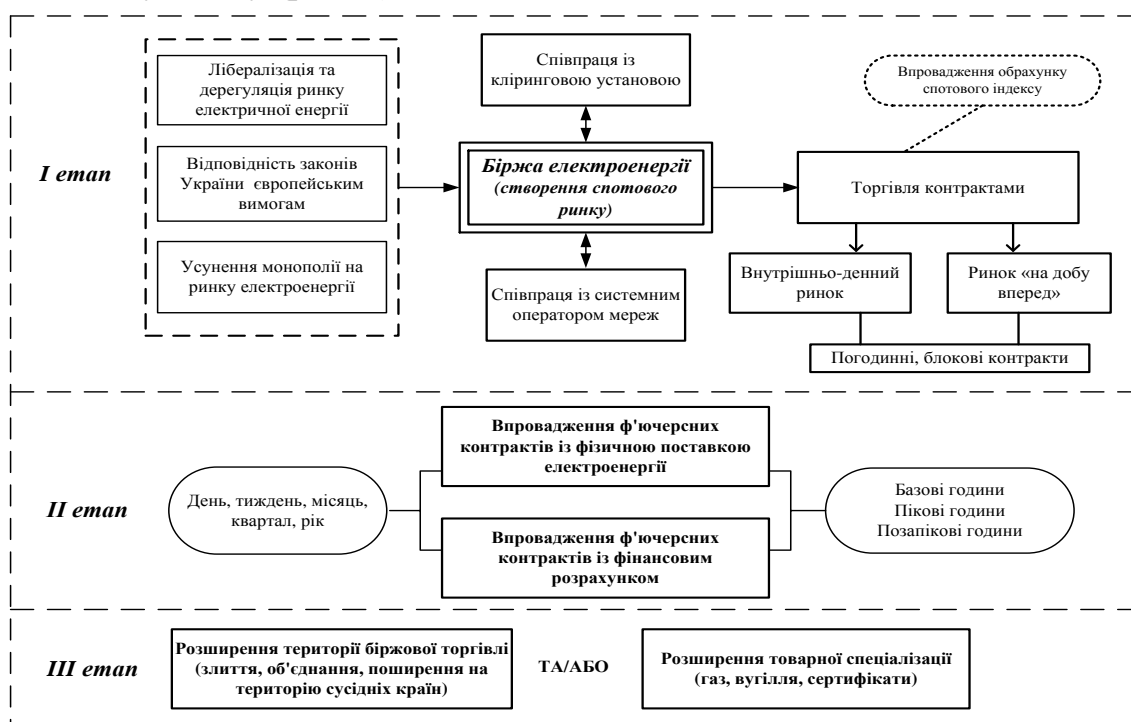 Лібералізація та
дерегуляція ринку
електричної енергії
Відповідність законів
України європейським
вимогам
Усунення монополії на
ринку електроенергії
I етап
Співпраця із
кліринговою установою
Біржа електроенергії
(створення спотового
ринку)
Співпраця із системним
оператором мереж
Впровадження обрахунку
спотового індексу
Торгівля контрактами
Внутрішньо-денний
ринок
Ринок «на добу
вперед»
Погодинні, блокові контракти
II етап
День, тиждень, місяць,
квартал, рік
Впровадження ф'ючерсних
контрактів із фізичною поставкою
електроенергії
Впровадження ф'ючерсних
контрактів із фінансовим
розрахунком
Базові години
Пікові години
Позапікові години
III етап
Розширення території біржової торгівлі
(злиття, об'єднання, поширення на
територію сусідніх країн)
ТА/АБО
Розширення товарної спеціалізації
(газ, вугілля, сертифікати)